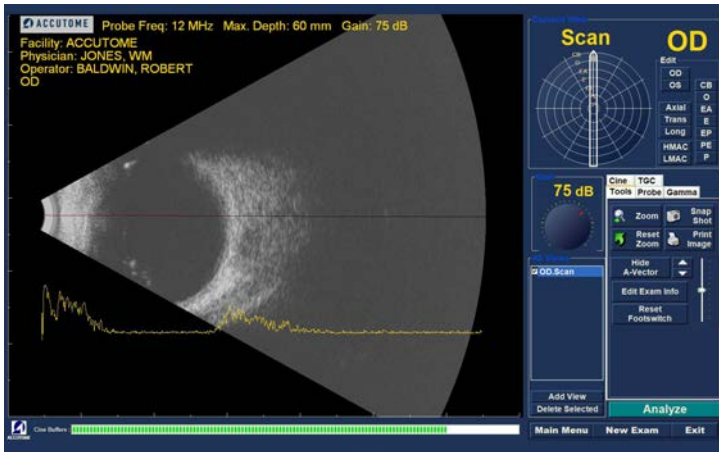 ACCUTOME Probe Freq: 12 MHz Max. Depth: 60 mm Gain: 75 dB
Facility: ACCUTOME
Physician: JONES, WM
Operator: BALDWIN, ROBERT
OD
Scan OD
Edit
OD
OS
CB
O
Axial
EA
Trans
E
Long
EP
HMAC
PE
LMAC
P
Gain
75 dB
Cine TGC
Tools Probe Gamma
Zoom
Snap Shot
Reset Zoom
Print Image
Hide A-Vector
Edit Exam Info
Reset Footswitch
OD.Scan
Add View
Delete Selected
Analyze
ACCUTOME
Cine Buffers :
Main Menu New Exam Exit